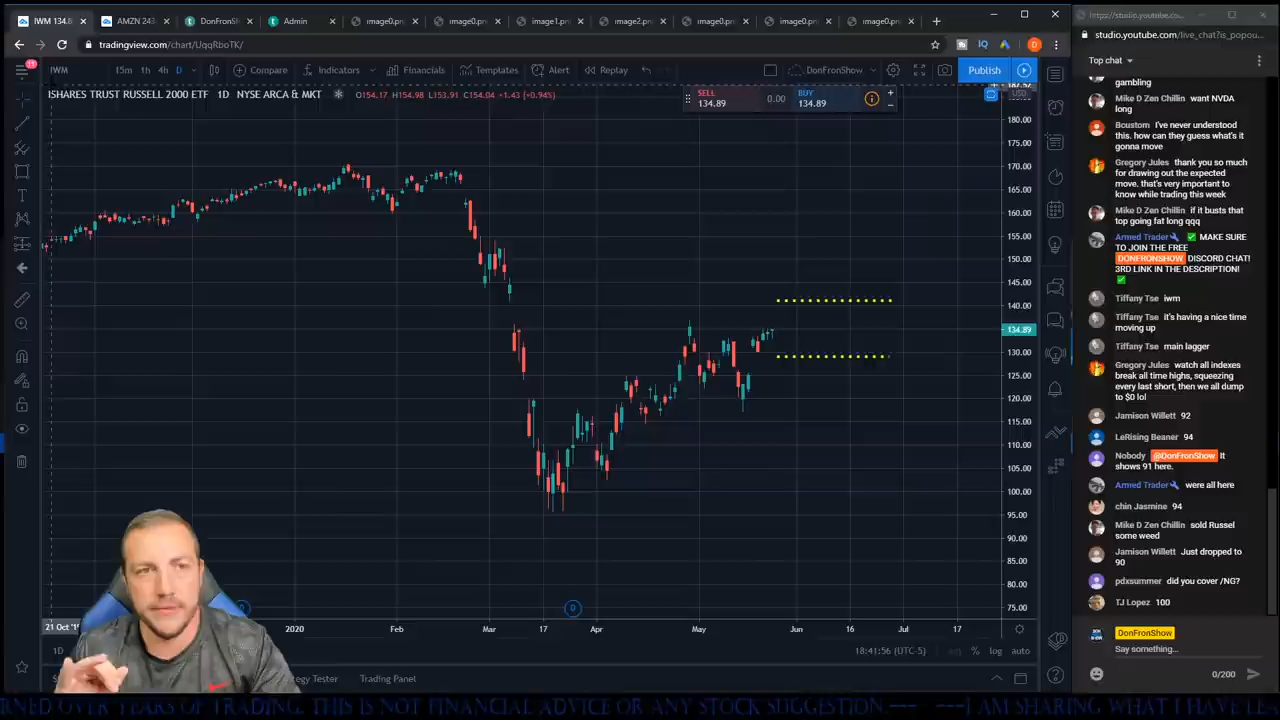 IWM 134.8
AMZN 243
DonFronSh
Admin
image0.pn
image0.pn
image1.pn
image2.pn
image0.pn
image0.pn
image0.pn
tradingview.com/chart/UqqRboTK/
IQ
D
11
IWM
15m 1h 4h D
Compare
Indicator
Financials
Templates
Alert
Replay
DonFronShow
Publish
ISHARES TRUST RUSSELL 2000 ETF 1D NYSE ARCA & MKT
O154.17 H154.98 L153.91 C154.04 +1.43 (+0.94%)
SELL
134.89
0.00
BUY
134.89
USD
180.00
175.00
170.00
165.00
160.00
155.00
150.00
145.00
140.00
134.89
130.00
125.00
120.00
115.00
110.00
105.00
100.00
95.00
90.00
85.00
80.00
75.00
21 Oct '19
2020
Feb
Mar
17
Apr
May
Jun
16
Jul
17
D
D
1D
18:41:56 (UTC-5)
%
log
auto
tegy Tester
Trading Panel
https://studio.youtube.com/live_chat?is_popou...
studio.youtube.com/live_chat?is_popou...
Top chat
gambling
Mike D Zen Chillin want NVDA
long
Boustom I've never understood
this. how can they guess what's it
gonna move
Gregory Jules thank you so much
for drawing out the expected
move. that's very important to
know while trading this week
Mike D Zen Chillin if it busts that
top going fat long qqq
Armed Trader ✅ MAKE SURE
TO JOIN THE FREE
DONFRONSHOW DISCORD CHAT!
3RD LINK IN THE DESCRIPTION!
✅
Tiffany Tse iwm
Tiffany Tse it's having a nice time
moving up
Tiffany Tse main lagger
Gregory Jules watch all indexes
break all time highs, squeezing
every last short, then we all dump
to $0 lol
Jamison Willett 92
LeRising Beaner 94
Nobody @DonFronShow It
shows 91 here.
Armed Trader were all here
chin Jasmine 94
Mike D Zen Chillin sold Russel
some weed
Jamison Willett Just dropped to
90
pdxsummer did you cover /NG?
TJ Lopez 100
DonFronShow
Say something...
0/200
RNED OVER YEARS OF TRADING. THIS IS NOT FINANCIAL ADVICE OR ANY STOCK SUGGESTION --- ---I AM SHARING WHAT I HAVE LEA